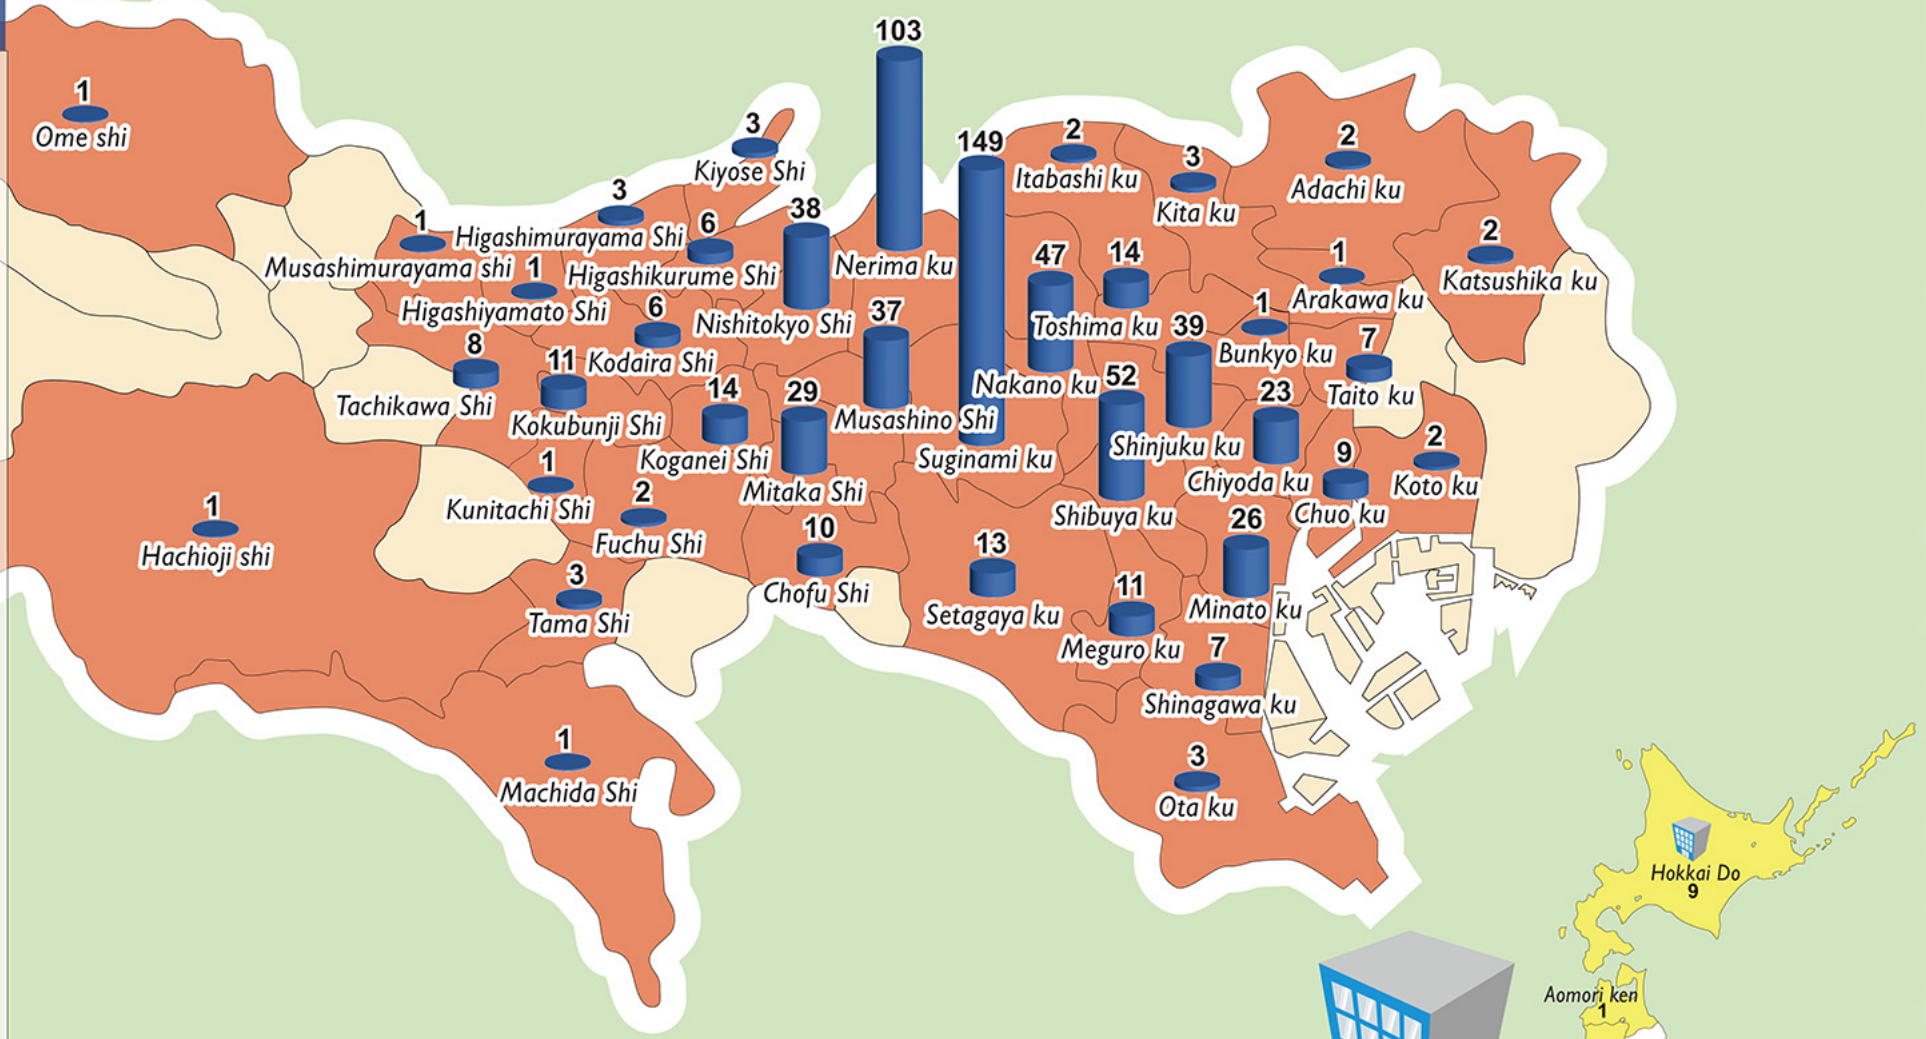 103
Nerima ku
1
Ome shi
3
Kiyose Shi
149
Suginami ku
2
Itabashi ku
3
Kita ku
2
Adachi ku
3
Higashimurayama Shi
1
Musashimurayama shi
6
Higashikurume Shi
38
Nishitokyo Shi
1
Higashiyamato Shi
47
Nakano ku
14
Toshima ku
1
Arakawa ku
2
Katsushika ku
6
Kodaira Shi
37
Musashino Shi
39
Shinjuku ku
1
Bunkyo ku
7
Taito ku
8
Tachikawa Shi
11
Kokubunji Shi
14
Koganei Shi
29
Mitaka Shi
52
Shibuya ku
23
Chiyoda ku
9
Chuo ku
2
Koto ku
1
Kunitachi Shi
2
Fuchu Shi
1
Hachioji shi
10
Chofu Shi
13
Setagaya ku
26
Minato ku
3
Tama Shi
11
Meguro ku
7
Shinagawa ku
1
Machida Shi
3
Ota ku
Hokkai Do
9
Aomori ken
1